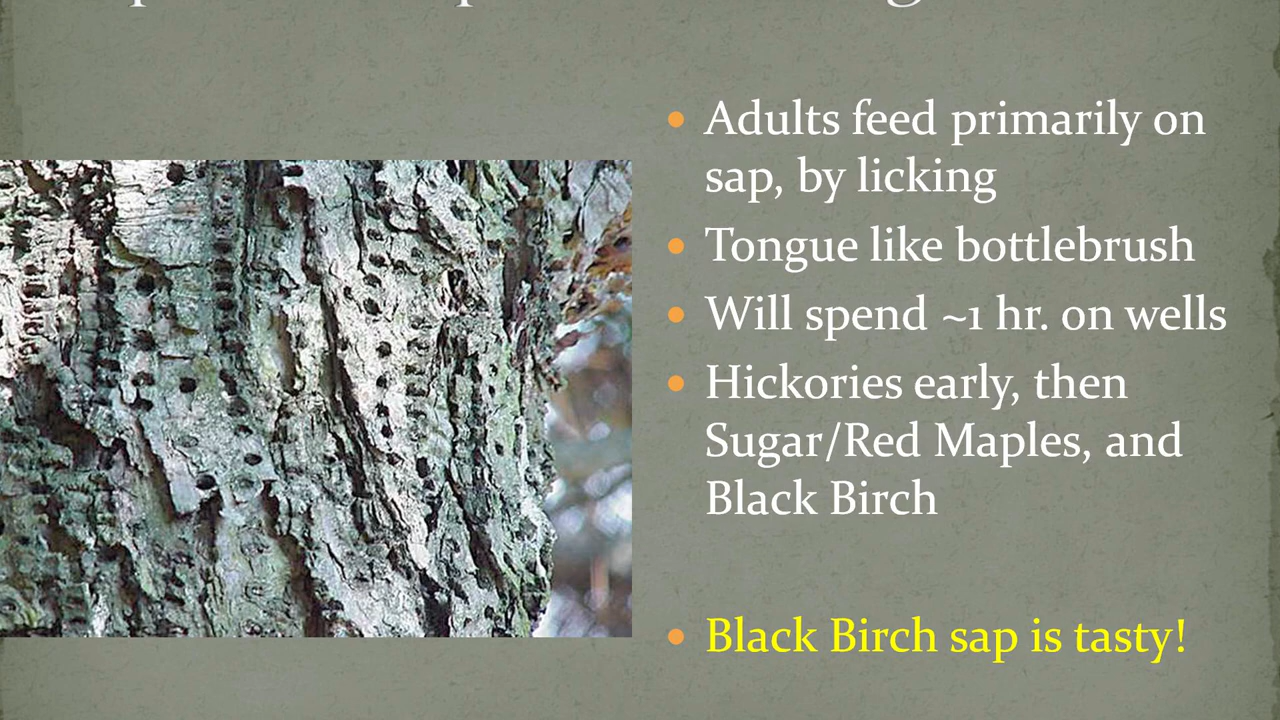 Adults feed primarily on
sap, by licking
Tongue like bottlebrush
Will spend ~1 hr. on wells
Hickories early, then
Sugar/Red Maples, and
Black Birch
Black Birch sap is tasty!